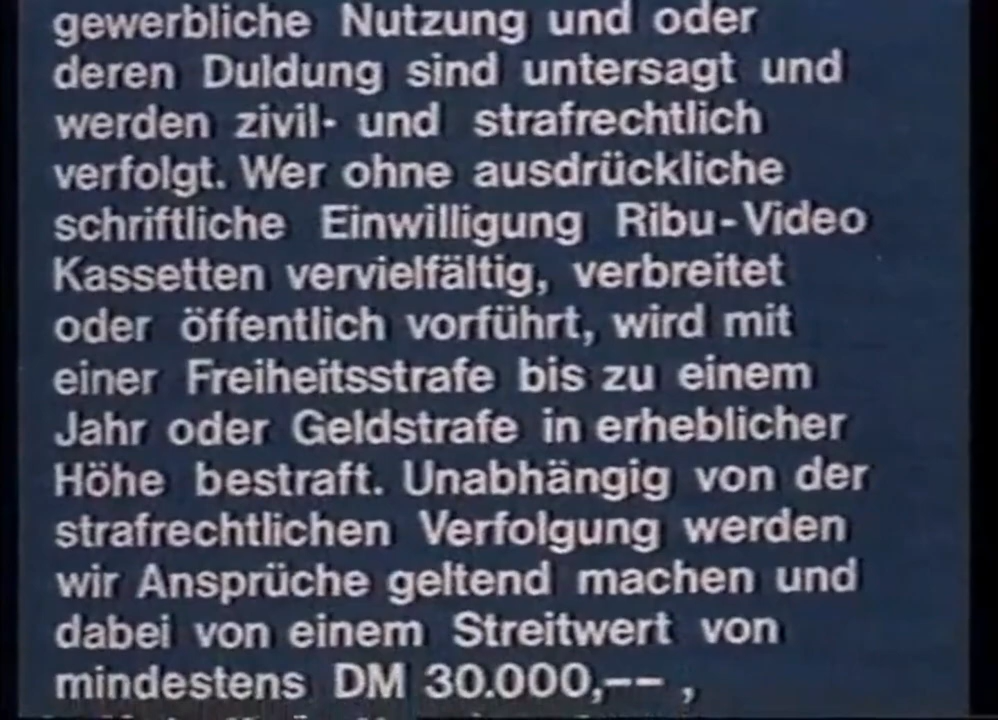 gewerbliche Nutzung und oder
deren Duldung sind untersagt und
werden zivil- und strafrechtlich
verfolgt. Wer ohne ausdrückliche
schriftliche Einwilligung Ribu-Video
Kassetten vervielfältig, verbreitet
oder öffentlich vorführt, wird mit
einer Freiheitsstrafe bis zu einem
Jahr oder Geldstrafe in erheblicher
Höhe bestraft. Unabhängig von der
strafrechtlichen Verfolgung werden
wir Ansprüche geltend machen und
dabei von einem Streitwert von
mindestens DM 30.000,-- ,